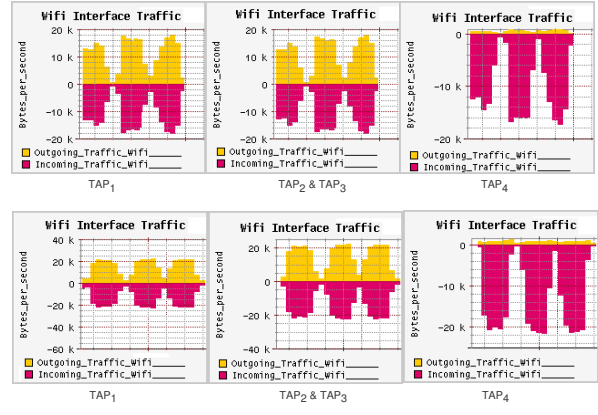 Wifi Interface Traffic
Bytes_per_second
20 k
10 k
0
-10 k
-20 k
Outgoing_Traffic_Wifi______
Incoming_Traffic_Wifi______
TAP1
Wifi Interface Traffic
Bytes_per_second
20 k
10 k
0
-10 k
-20 k
Outgoing_Traffic_Wifi______
Incoming_Traffic_Wifi______
TAP2 & TAP3
Wifi Interface Traffic
Bytes_per_second
0
-10 k
-20 k
Outgoing_Traffic_Wifi______
Incoming_Traffic_Wifi______
TAP4
Wifi Interface Traffic
Bytes_per_second
40 k
20 k
0
-20 k
-40 k
-60 k
Outgoing_Traffic_Wifi______
Incoming_Traffic_Wifi______
TAP1
Wifi Interface Traffic
Bytes_per_second
20 k
0
-20 k
-40 k
Outgoing_Traffic_Wifi______
Incoming_Traffic_Wifi______
TAP2 & TAP3
Wifi Interface Traffic
Bytes_per_second
0
-10 k
-20 k
Outgoing_Traffic_Wifi______
Incoming_Traffic_Wifi______
TAP4